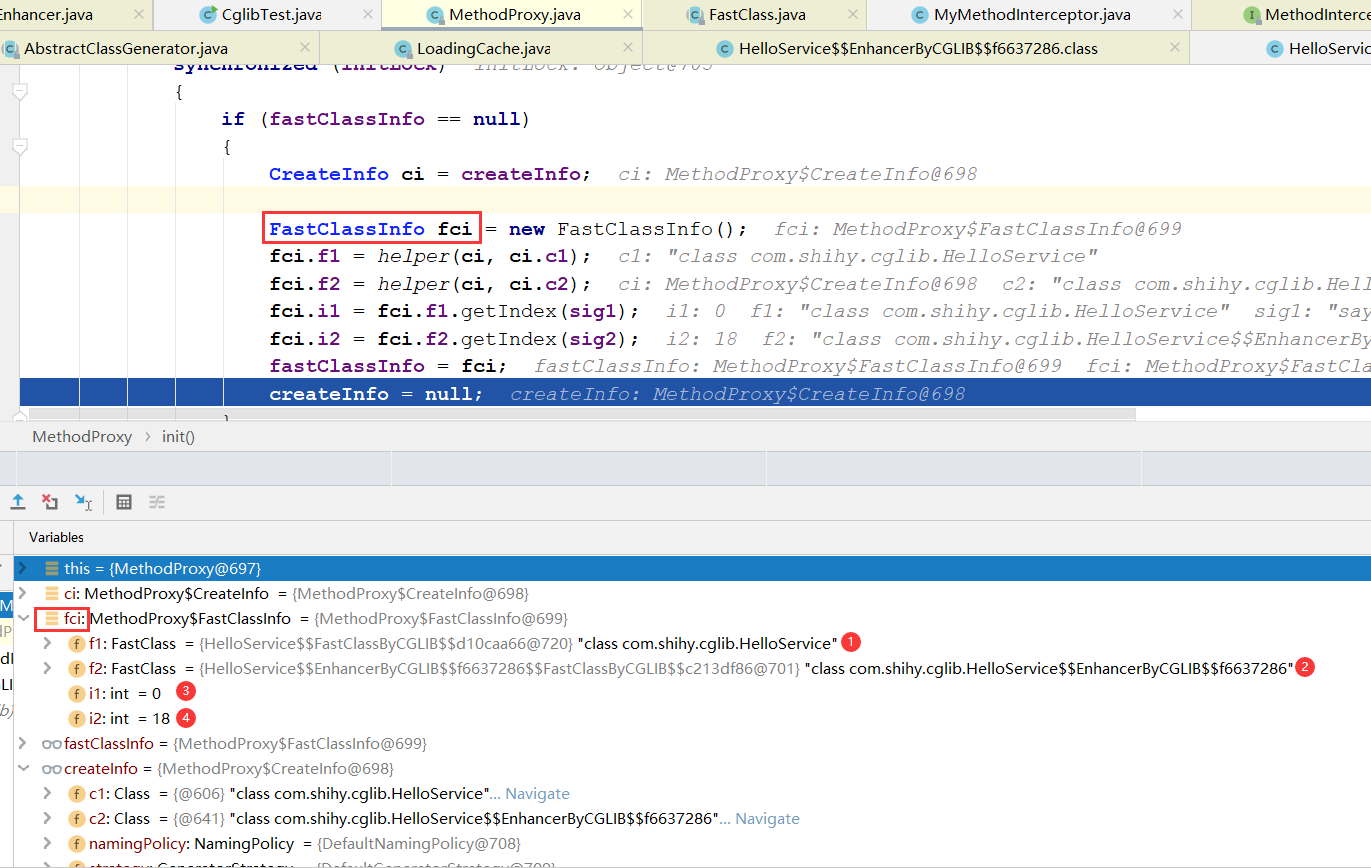 Enhancer.java CglibTest.java MethodProxy.java FastClass.java MyMethodInterceptor.java MethodInterce
AbstractClassGenerator.java LoadingCache.java HelloService$$EnhancerByCGLIB$$f6637286.class HelloServic
synchronized (initLock) initLock: Object@705
{
if (fastClassInfo == null)
{
CreateInfo ci = createInfo; ci: MethodProxy$CreateInfo@698
FastClassInfo fci = new FastClassInfo(); fci: MethodProxy$FastClassInfo@699
fci.f1 = helper(ci, ci.c1); c1: "class com.shihy.cglib.HelloService"
fci.f2 = helper(ci, ci.c2); ci: MethodProxy$CreateInfo@698 c2: "class com.shihy.cglib.Hell
fci.i1 = fci.f1.getIndex(sig1); i1: 0 f1: "class com.shihy.cglib.HelloService" sig1: "say
fci.i2 = fci.f2.getIndex(sig2); i2: 18 f2: "class com.shihy.cglib.HelloService$$EnhancerBy
fastClassInfo = fci; fastClassInfo: MethodProxy$FastClassInfo@699 fci: MethodProxy$FastCla
createInfo = null; createInfo: MethodProxy$CreateInfo@698
}
MethodProxy › init()
Variables
this = {MethodProxy@697}
ci: MethodProxy$CreateInfo = {MethodProxy$CreateInfo@698}
fci: MethodProxy$FastClassInfo = {MethodProxy$FastClassInfo@699}
f1: FastClass = {HelloService$$FastClassByCGLIB$$d10caa66@720} "class com.shihy.cglib.HelloService" 1
f2: FastClass = {HelloService$$EnhancerByCGLIB$$f6637286$$FastClassByCGLIB$$c213df86@701} "class com.shihy.cglib.HelloService$$EnhancerByCGLIB$$f6637286" 2
i1: int = 0 3
i2: int = 18 4
fastClassInfo = {MethodProxy$FastClassInfo@699}
createInfo = {MethodProxy$CreateInfo@698}
c1: Class = {@606} "class com.shihy.cglib.HelloService"... Navigate
c2: Class = {@641} "class com.shihy.cglib.HelloService$$EnhancerByCGLIB$$f6637286"... Navigate
namingPolicy: NamingPolicy = {DefaultNamingPolicy@708}
strategy: GeneratorStrategy = {DefaultGeneratorStrategy@709}